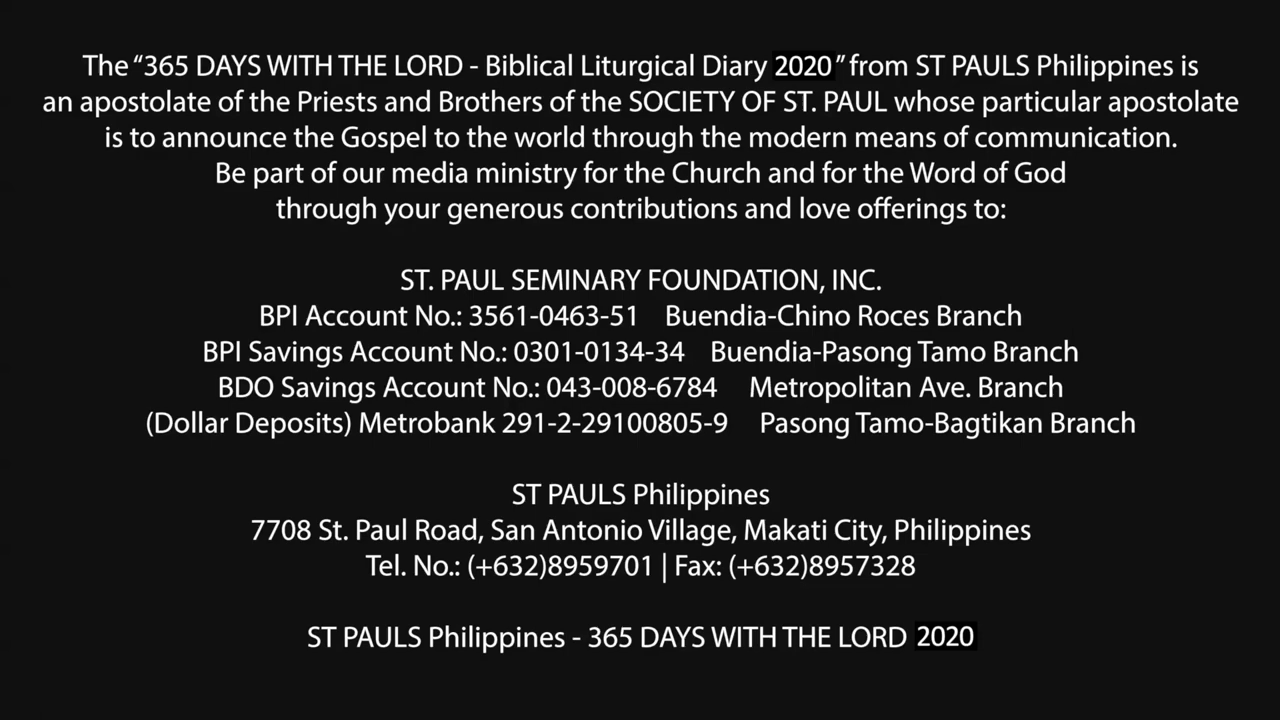 The “365 DAYS WITH THE LORD - Biblical Liturgical Diary 2020” from ST PAULS Philippines is
an apostolate of the Priests and Brothers of the SOCIETY OF ST. PAUL whose particular apostolate
is to announce the Gospel to the world through the modern means of communication.
Be part of our media ministry for the Church and for the Word of God
through your generous contributions and love offerings to:
ST. PAUL SEMINARY FOUNDATION, INC.
BPI Account No.: 3561-0463-51 Buendia-Chino Roces Branch
BPI Savings Account No.: 0301-0134-34 Buendia-Pasong Tamo Branch
BDO Savings Account No.: 043-008-6784 Metropolitan Ave. Branch
(Dollar Deposits) Metrobank 291-2-29100805-9 Pasong Tamo-Bagtikan Branch
ST PAULS Philippines
7708 St. Paul Road, San Antonio Village, Makati City, Philippines
Tel. No.: (+632)8959701 | Fax: (+632)8957328
ST PAULS Philippines - 365 DAYS WITH THE LORD 2020